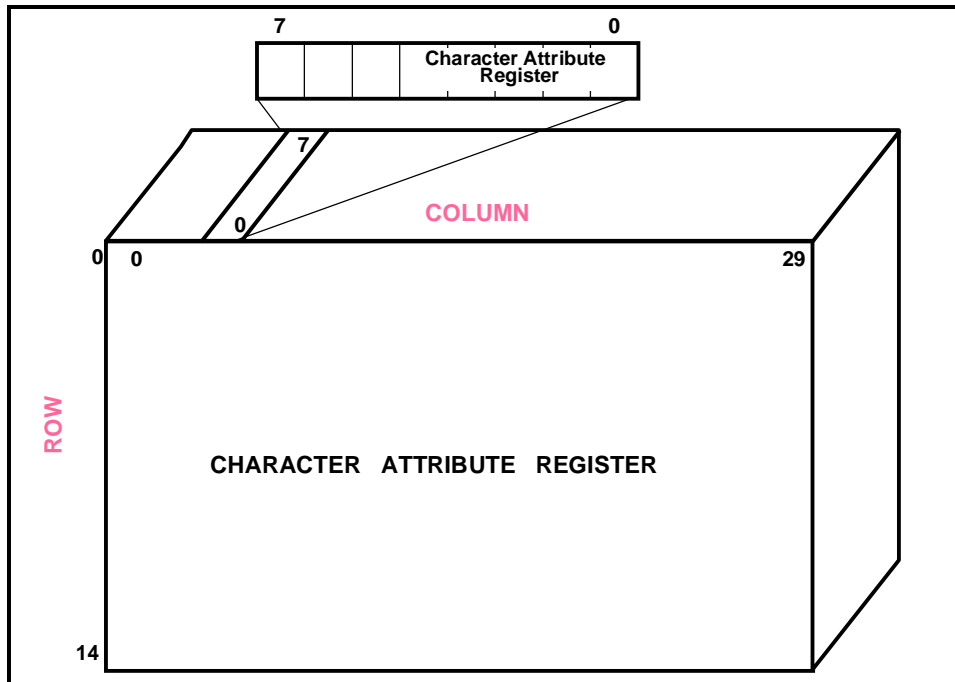 7 0
Character Attribute
Register
7
0
COLUMN
0 0 29
ROW
CHARACTER ATTRIBUTE REGISTER
14